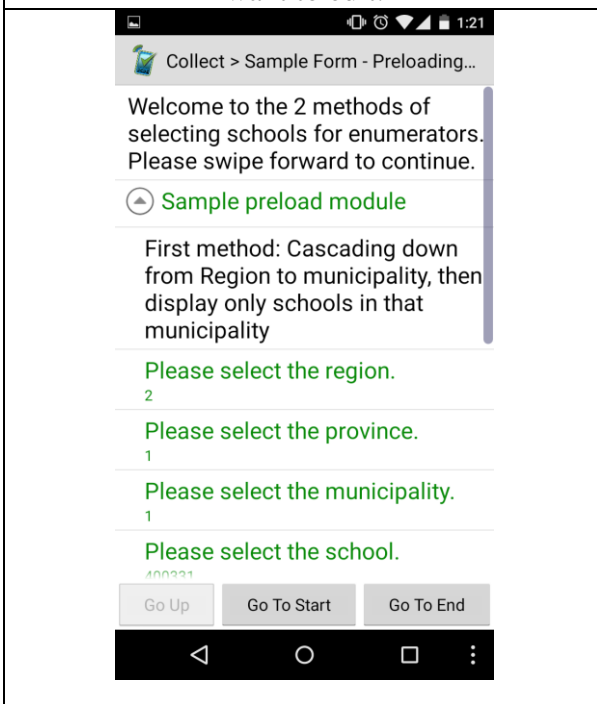 1:21
Collect > Sample Form - Preloading...
Welcome to the 2 methods of
selecting schools for enumerators.
Please swipe forward to continue.
Sample preload module
First method: Cascading down
from Region to municipality, then
display only schools in that
municipality
Please select the region.
2
Please select the province.
1
Please select the municipality.
1
Please select the school.
400331
Go Up
Go To Start
Go To End